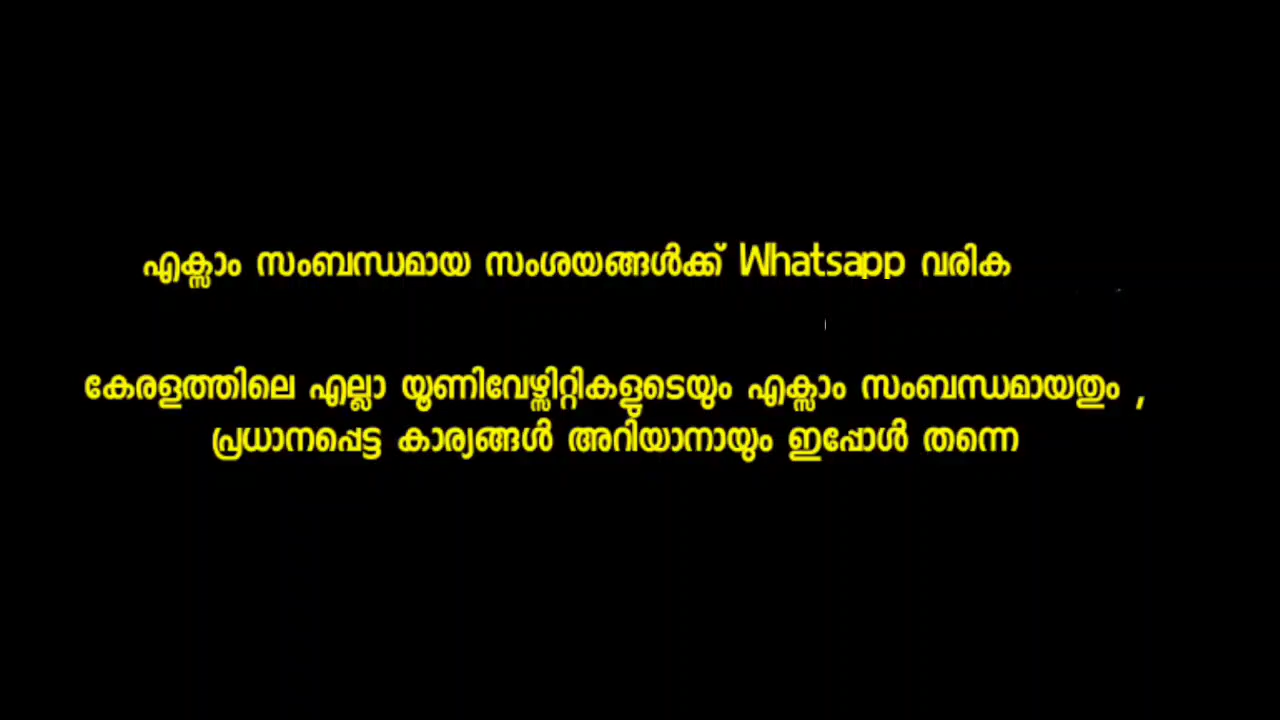 എക്സാം സംബന്ധമായ സംശയങ്ങൾക്ക് Whatsapp വരിക
കേരളത്തിലെ എല്ലാ യൂണിവേഴ്സിറ്റികളുടെയും എക്സാം സംബന്ധമായതും ,
പ്രധാനപ്പെട്ട കാര്യങ്ങൾ അറിയാനായും ഇപ്പോൾ തന്നെ